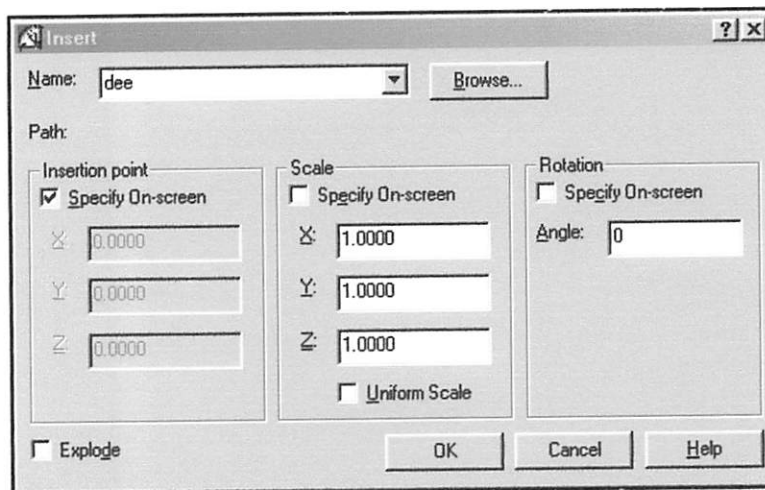 Insert
Name: dee Browse...
Path:
Insertion point
Specify On-screen
X: 0.0000
Y: 0.0000
Z: 0.0000
Scale
Specify On-screen
X: 1.0000
Y: 1.0000
Z: 1.0000
Uniform Scale
Rotation
Specify On-screen
Angle: 0
Explode
OK Cancel Help